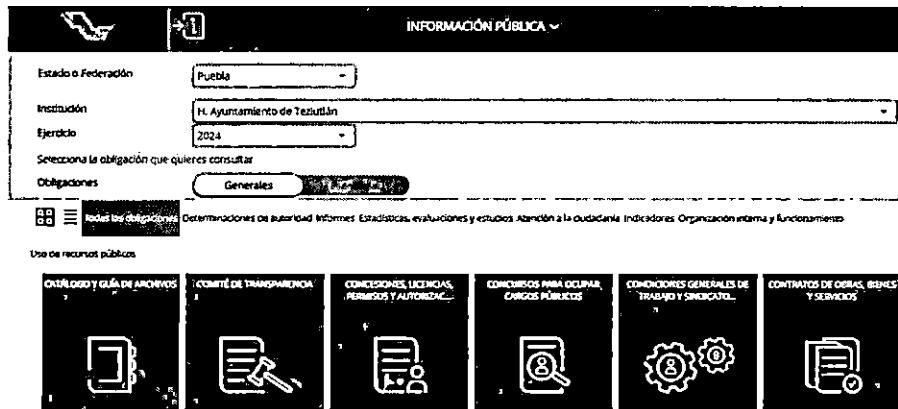 INFORMACIÓN PÚBLICA
Estado o Federación
Puebla
Institución
H. Ayuntamiento de Teziutlán
Ejercicio
2024
Selecciona la obligación que quieres consultar
Obligaciones
Generales
Todas las obligaciones Determinaciones de autoridad Informes Estadísticas, evaluaciones y estudios Atención a la ciudadanía Indicadores Organización interna y funcionamiento
Uso de recursos públicos
CATÁLOGO Y GUÍA DE ARCHIVOS
COMITÉ DE TRANSPARENCIA
CONCESIONES, LICENCIAS,
PERMISOS Y AUTORIZAC...
CONCURSOS PARA OCUPAR
CARGOS PÚBLICOS
CONDICIONES GENERALES DE
TRABAJO Y SINDICATO...
CONTRATOS DE OBRAS, BIENES
Y SERVICIOS